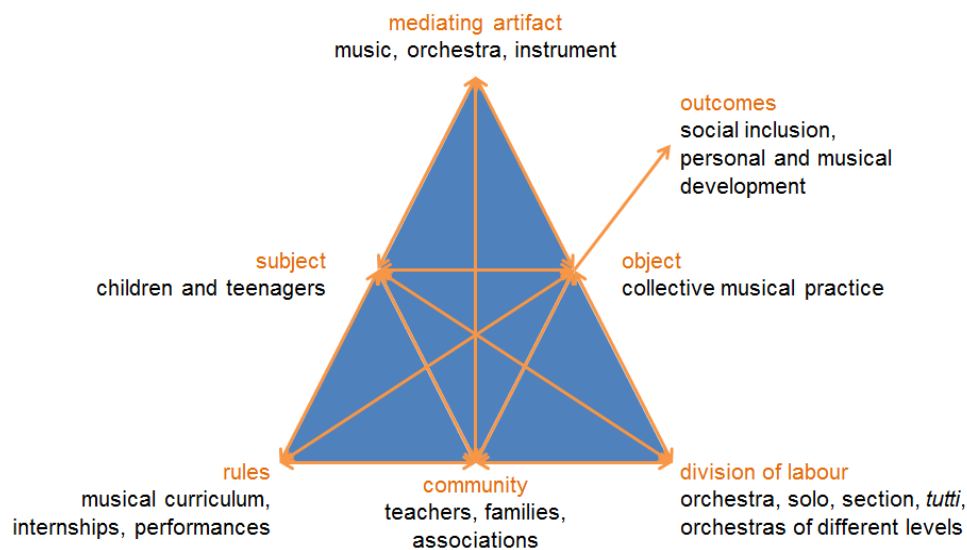 mediating artifact
music, orchestra, instrument
outcomes
social inclusion,
personal and musical
development
subject
children and teenagers
object
collective musical practice
rules
musical curriculum,
internships, performances
community
teachers, families,
associations
division of labour
orchestra, solo, section, tutti,
orchestras of different levels